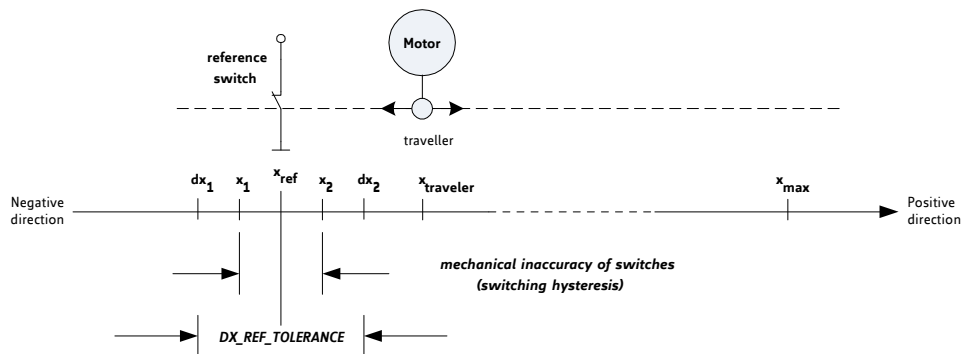 Motor
reference
switch
traveller
dx1
x1
xref
x2
dx2
xtraveler
xmax
Negative
direction
Positive
direction
mechanical inaccuracy of switches
(switching hysteresis)
DX_REF_TOLERANCE